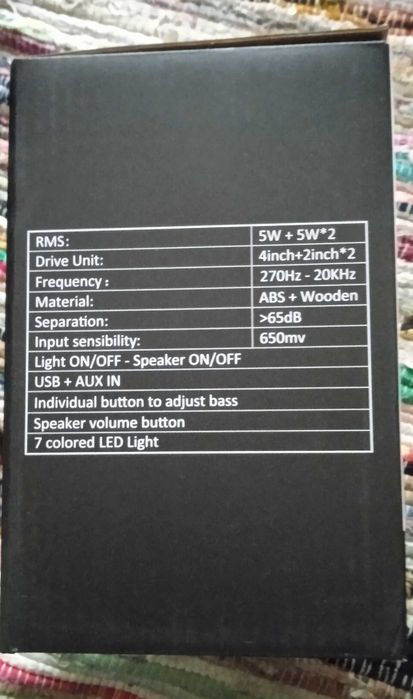 RMS: 5W + 5W*2
Drive Unit: 4inch+2inch*2
Frequency : 270Hz - 20KHz
Material: ABS + Wooden
Separation: >65dB
Input sensibility: 650mv
Light ON/OFF - Speaker ON/OFF
USB + AUX IN
Individual button to adjust bass
Speaker volume button
7 colored LED Light